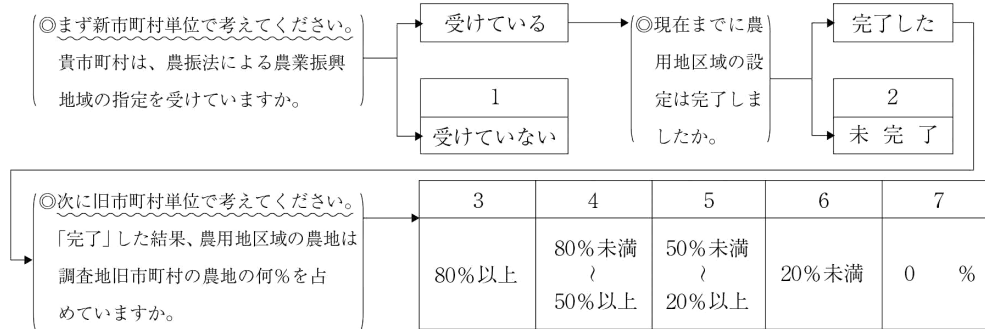 ◎まず新市町村単位で考えてください。
貴市町村は、農振法による農業振興
地域の指定を受けていますか。
受けている
1
受けていない
◎現在までに農
用地区域の設
定は完了しま
したか。
完了した
2
未 完 了
◎次に旧市町村単位で考えてください。
「完了」した結果、農用地区域の農地は
調査地旧市町村の農地の何%を占
めていますか。
3 4 5 6 7
80%以上
80%未満
~
50%以上
50%未満
~
20%以上
20%未満
0 %